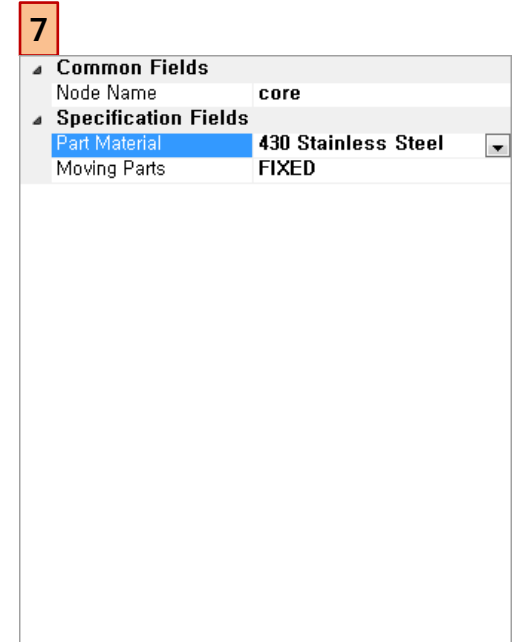 7
Common Fields
Node Name core
Specification Fields
Part Material 430 Stainless Steel
Moving Parts FIXED